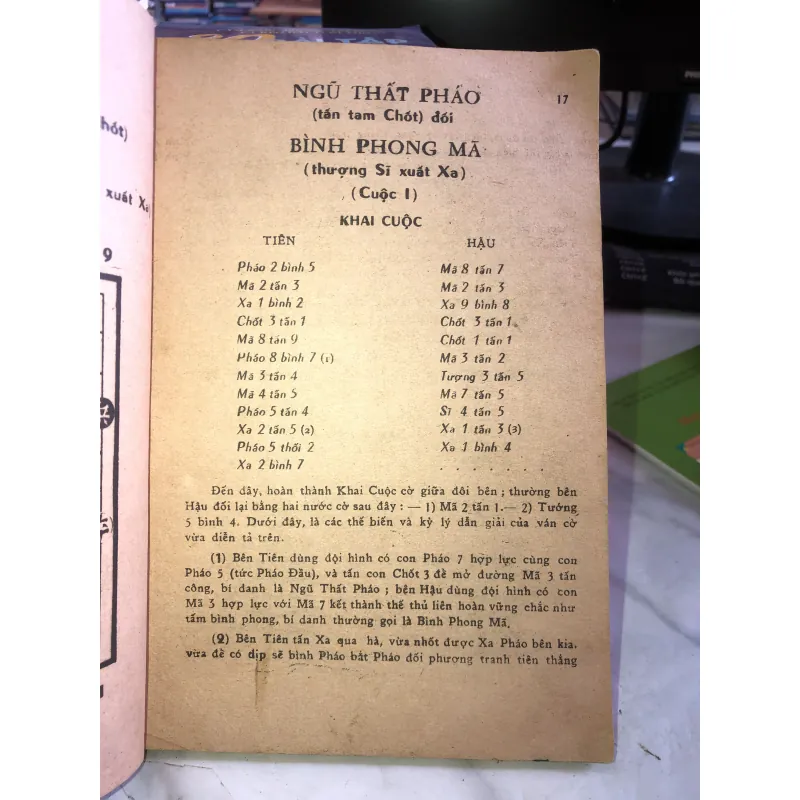 hót)
xuất Xa)
9
17
NGŨ THẤT PHÁO
(tấn tam Chốt) đối
BÌNH PHONG MÃ
(thượng Sĩ xuất Xa)
(Cuộc I)
KHAI CUỘC
TIÊN HẬU
Pháo 2 bình 5 Mã 8 tấn 7
Mã 2 tấn 3 Mã 2 tấn 3
Xa 1 bình 2 Xa 9 bình 8
Chốt 3 tấn 1 Chốt 3 tấn 1
Mã 8 tấn 9 Chốt 1 tấn 1
Pháo 8 bình 7 (1) Mã 3 tấn 2
Mã 3 tấn 4 Tượng 3 tấn 5
Mã 4 tấn 5 Mã 7 tấn 5
Pháo 5 tấn 4 Sĩ 4 tấn 5
Xa 2 tấn 5 (2) Xa 1 tấn 3 (3)
Pháo 5 thối 2 Xa 1 bình 4
Xa 2 bình 7 . . . . . . .
Đến đây, hoàn thành Khai Cuộc cờ giữa đôi bên ; thường bên
Hậu đối lại bằng hai nước cờ sau đây : — 1) Mã 2 tấn 1.— 2) Tướng
5 bình 4. Dưới đây, là các thế biến và kỳ lý dẫn giải của ván cờ
vừa diễn tả trên.
(1) Bên Tiên dùng đội hình có con Pháo 7 hợp lực cùng con
Pháo 5 (tức Pháo Đầu), và tấn con Chốt 3 để mở đường Mã 3 tấn
công, bí danh là Ngũ Thất Pháo ; bên Hậu dùng đội hình có con
Mã 3 hợp lực với Mã 7 kết thành thế thủ liên hoàn vững chắc như
tấm bình phong, bí danh thường gọi là Bình Phong Mã.
(2) Bên Tiên tấn Xa qua hà, vừa nhốt được Xa Pháo bên kia,
vừa để có dịp sẽ bình Pháo bắt Pháo đối phương tranh tiên thắng